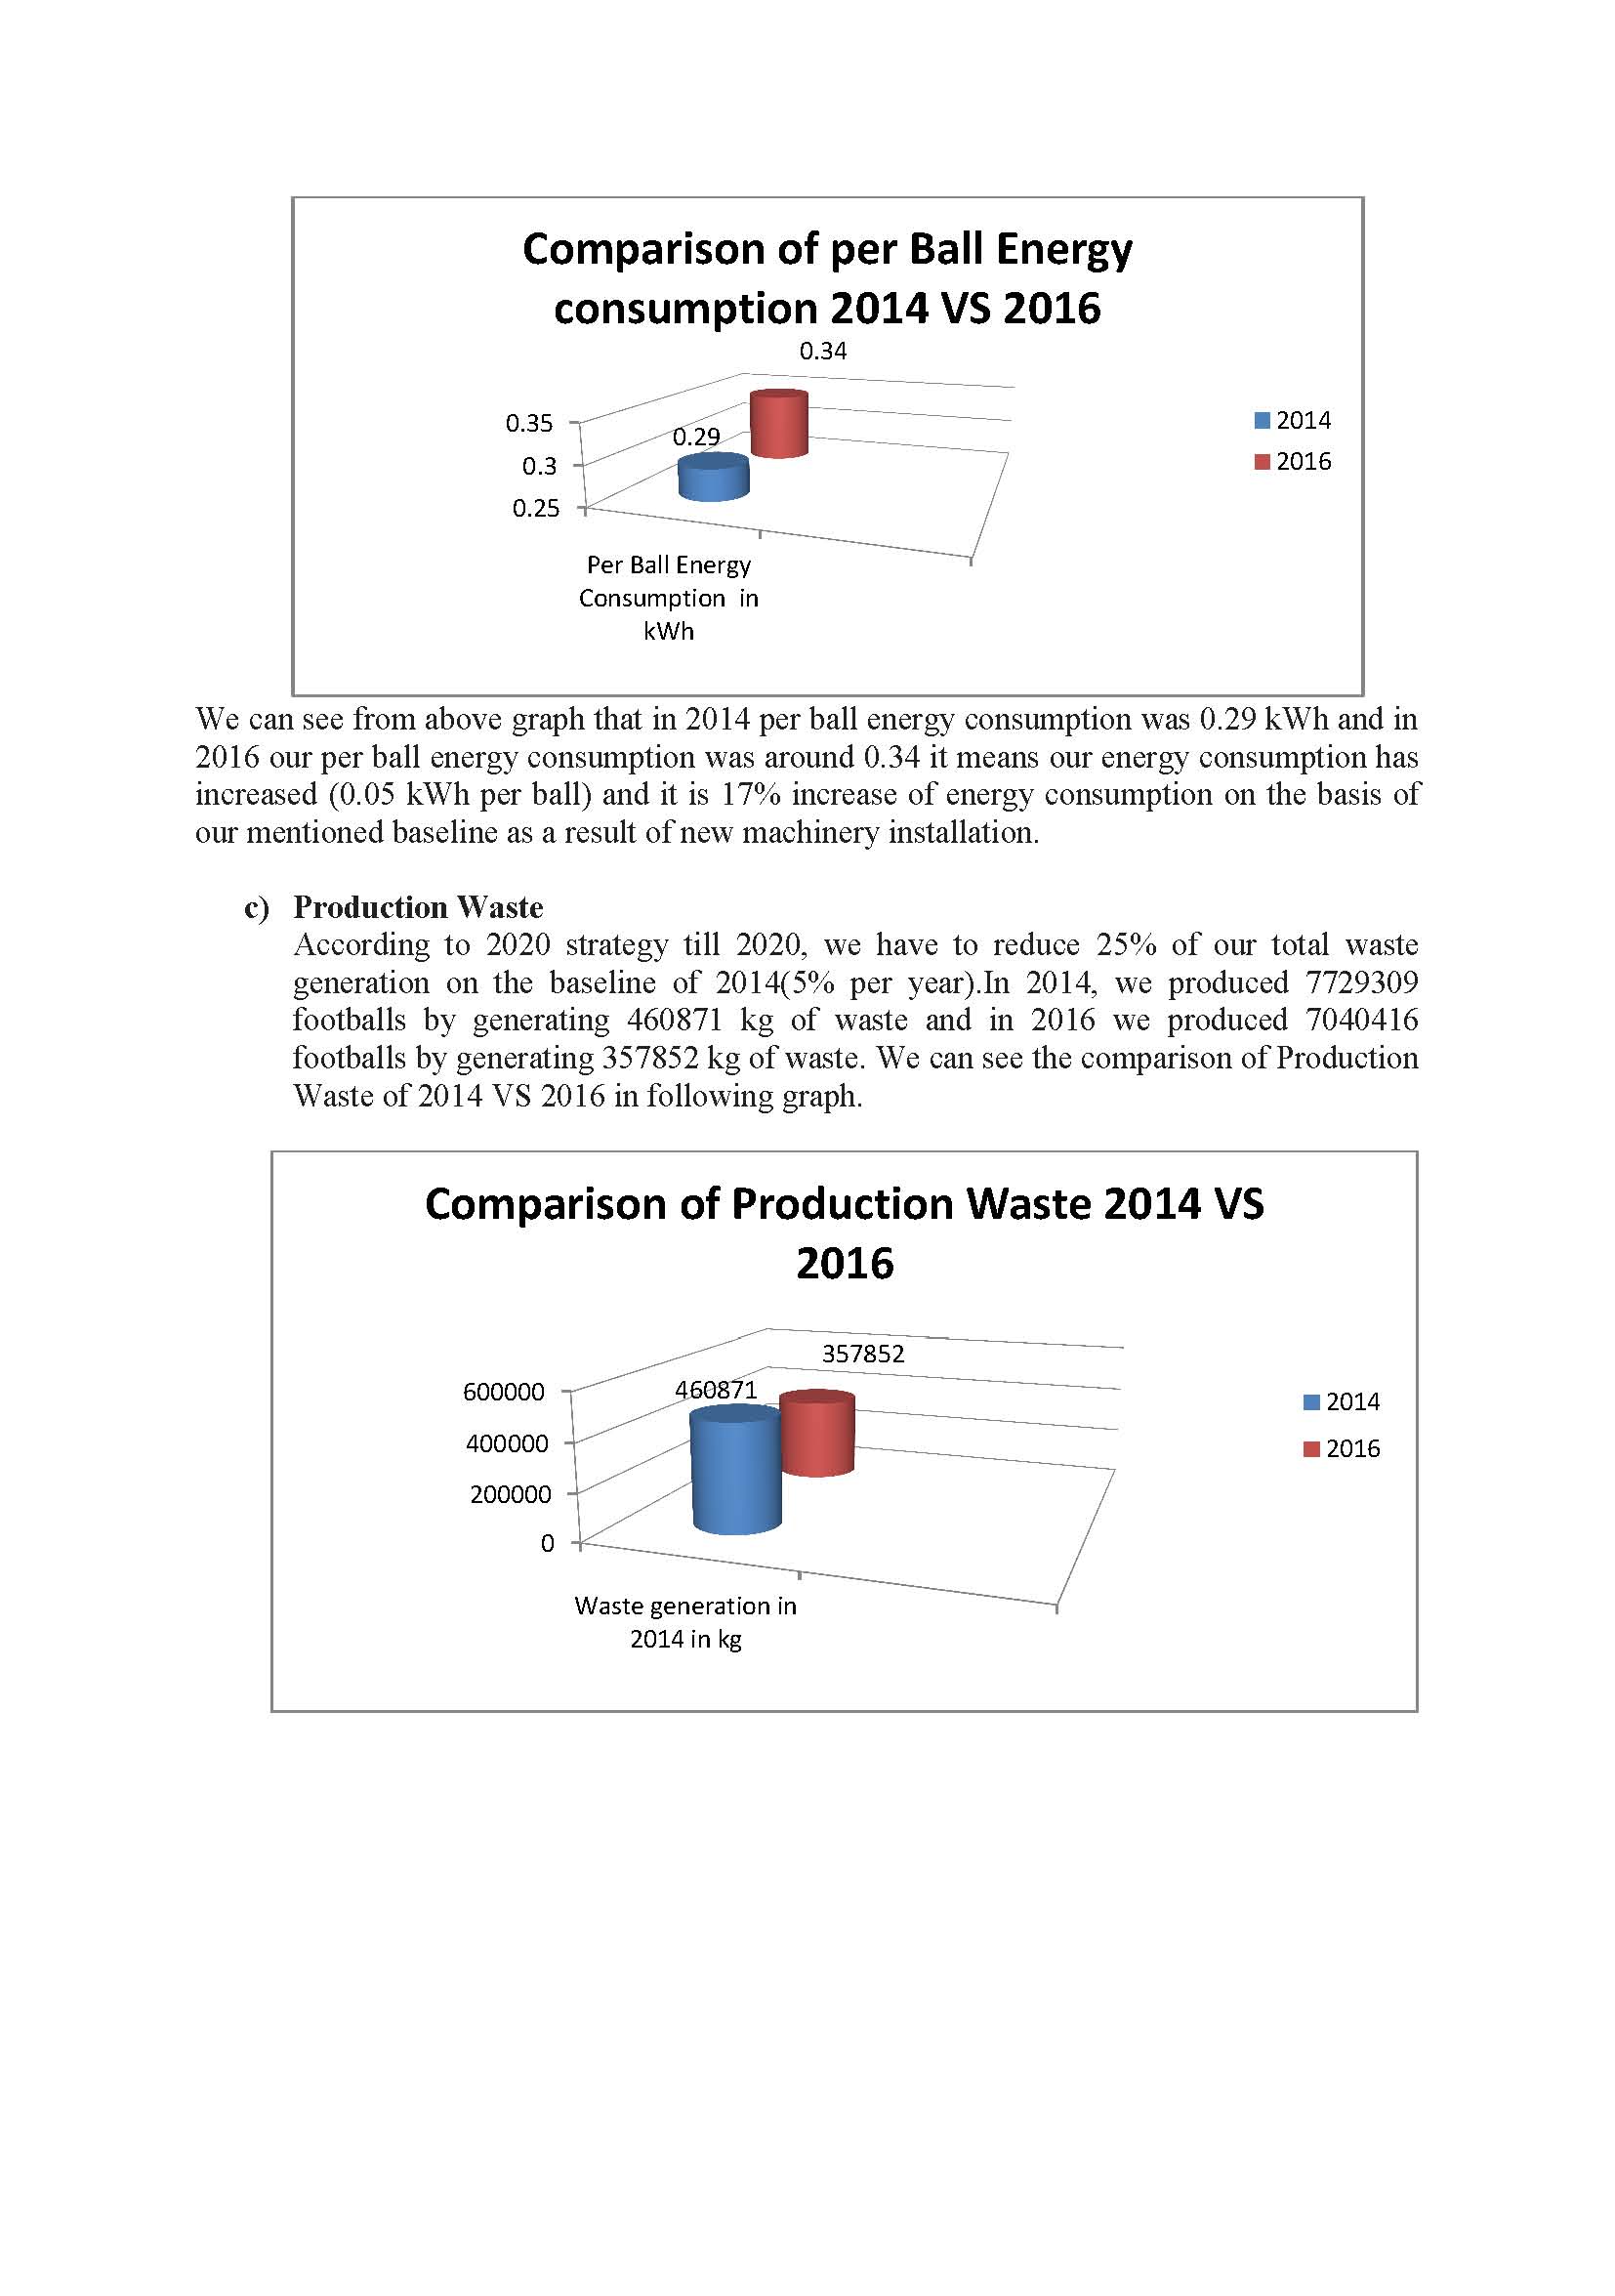 Comparison of per Ball Energy
consumption 2014 VS 2016
0.34
0.35
0.29
0.3
0.25
2014
2016
Per Ball Energy
Consumption in
kWh
We can see from above graph that in 2014 per ball energy consumption was 0.29 kWh and in
2016 our per ball energy consumption was around 0.34 it means our energy consumption has
increased (0.05 kWh per ball) and it is 17% increase of energy consumption on the basis of
our mentioned baseline as a result of new machinery installation.
c) Production Waste
According to 2020 strategy till 2020, we have to reduce 25% of our total waste
generation on the baseline of 2014(5% per year).In 2014, we produced 7729309
footballs by generating 460871 kg of waste and in 2016 we produced 7040416
footballs by generating 357852 kg of waste. We can see the comparison of Production
Waste of 2014 VS 2016 in following graph.
Comparison of Production Waste 2014 VS
2016
357852
460871
600000
400000
200000
0
2014
2016
Waste generation in
2014 in kg